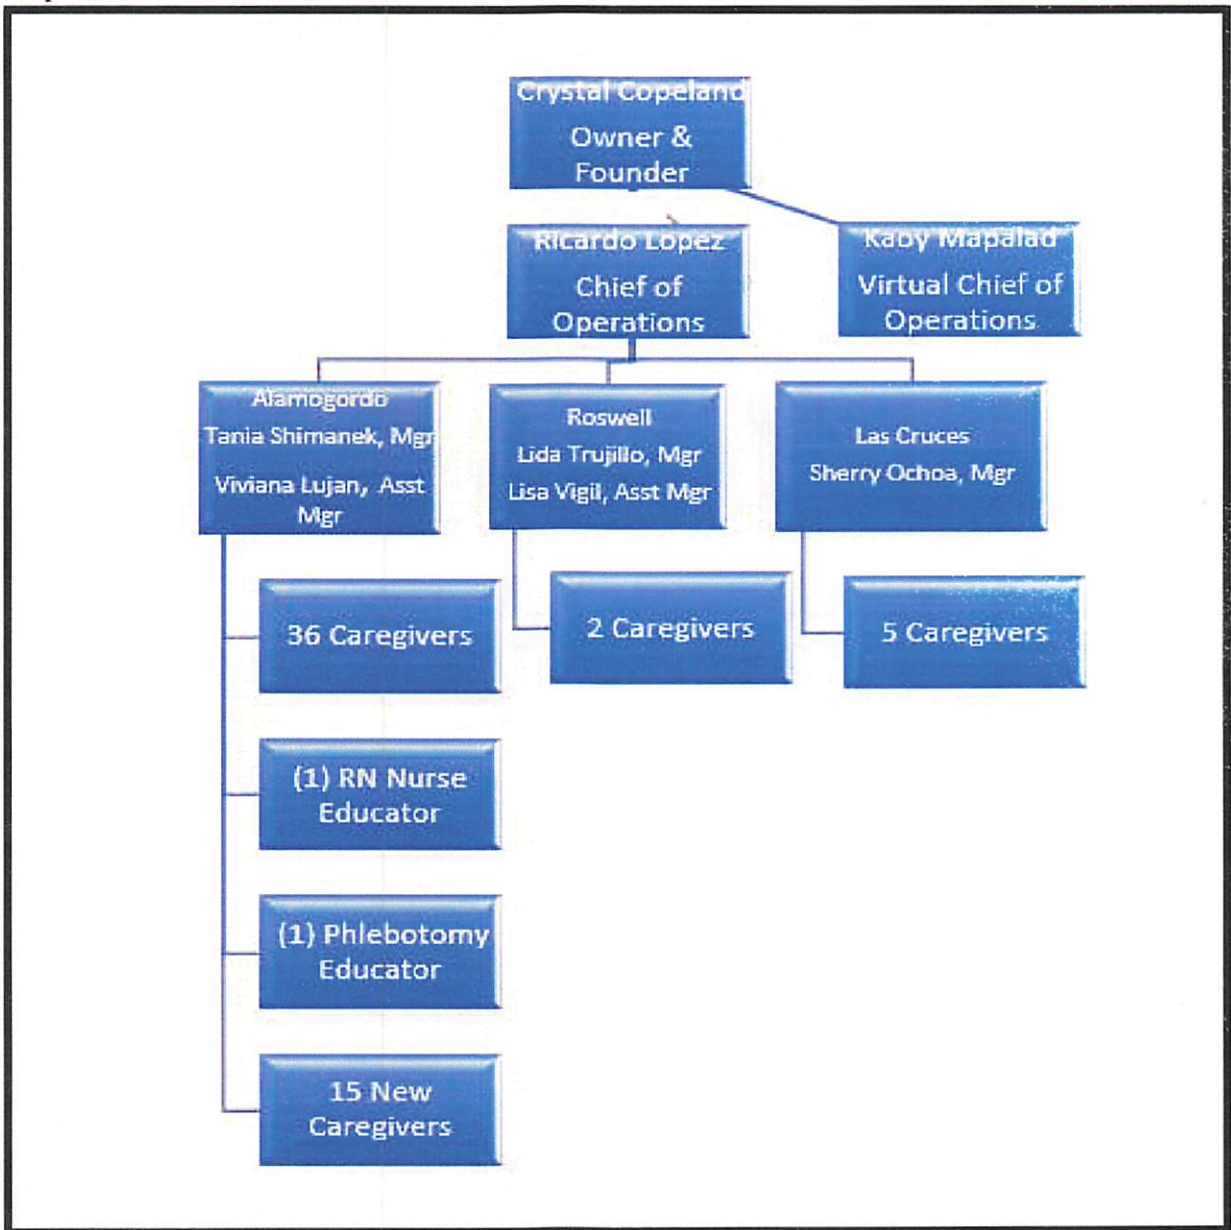 Crystal Copeland
Owner &
Founder
Ricardo Lopez
Chief of
Operations
Kaoy Mapalad
Virtual Chief of
Operations
Alamogordo
Tania Shimanek, Mgr
Viviana Lujan, Asst
Mgr
Roswell
Lida Trujillo, Mgr
Lisa Vigil, Asst Mgr
Las Cruces
Sherry Ochoa, Mgr
36 Caregivers
2 Caregivers
5 Caregivers
(1) RN Nurse
Educator
(1) Phlebotomy
Educator
15 New
Caregivers